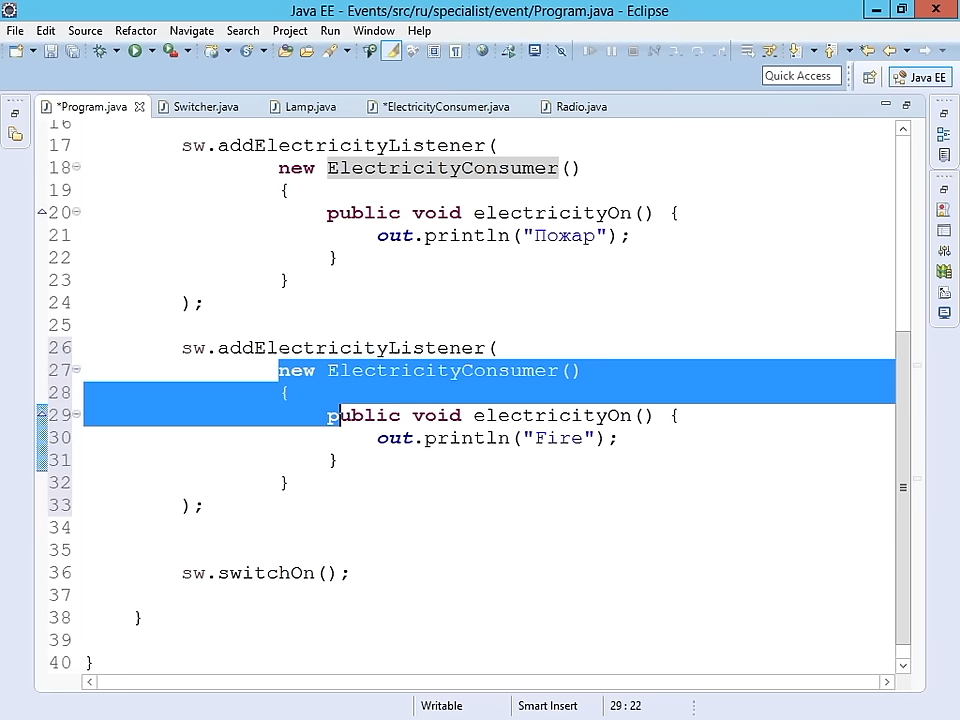 Java EE - Events/src/ru/specialist/event/Program.java - Eclipse
File Edit Source Refactor Navigate Search Project Run Window Help
Quick Access
Java EE
*Program.java Switcher.java Lamp.java *ElectricityConsumer.java Radio.java
16
17 sw.addElectricityListener(
18 new ElectricityConsumer()
19 {
20 public void electricityOn() {
21 out.println("Пожар");
22 }
23 }
24 );
25
26 sw.addElectricityListener(
27 new ElectricityConsumer()
28 {
29 public void electricityOn() {
30 out.println("Fire");
31 }
32 }
33 );
34
35
36 sw.switchOn();
37
38 }
39
40 }
Writable Smart Insert 29 : 22